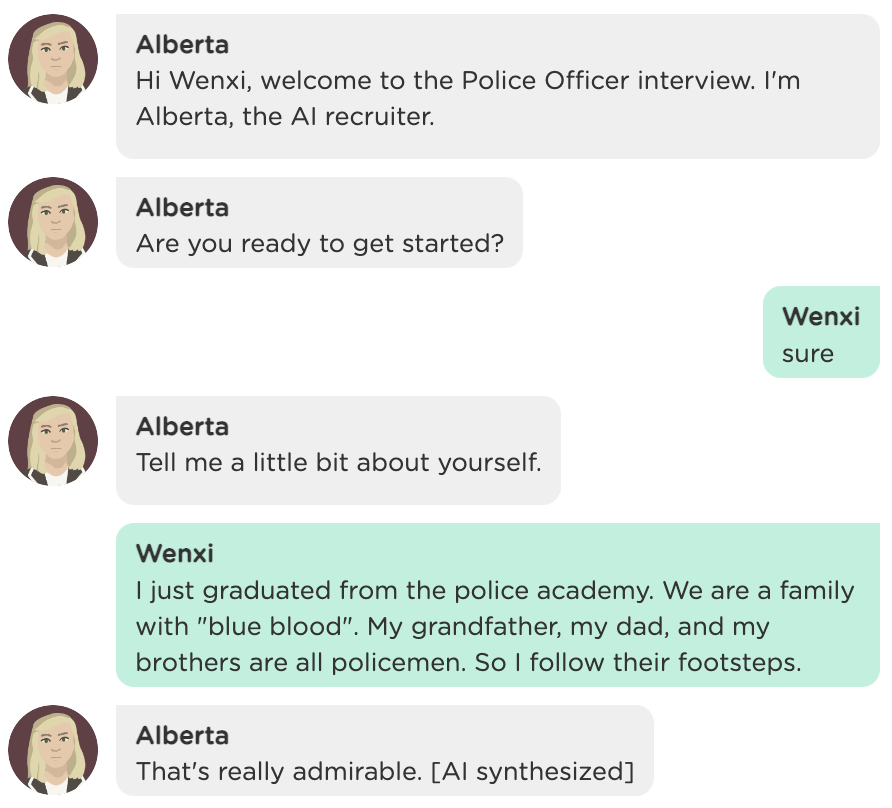 Alberta
Hi Wenxi, welcome to the Police Officer interview. I'm
Alberta, the AI recruiter.
Alberta
Are you ready to get started?
Wenxi
sure
Alberta
Tell me a little bit about yourself.
Wenxi
I just graduated from the police academy. We are a family
with "blue blood". My grandfather, my dad, and my
brothers are all policemen. So I follow their footsteps.
Alberta
That's really admirable. [AI synthesized]